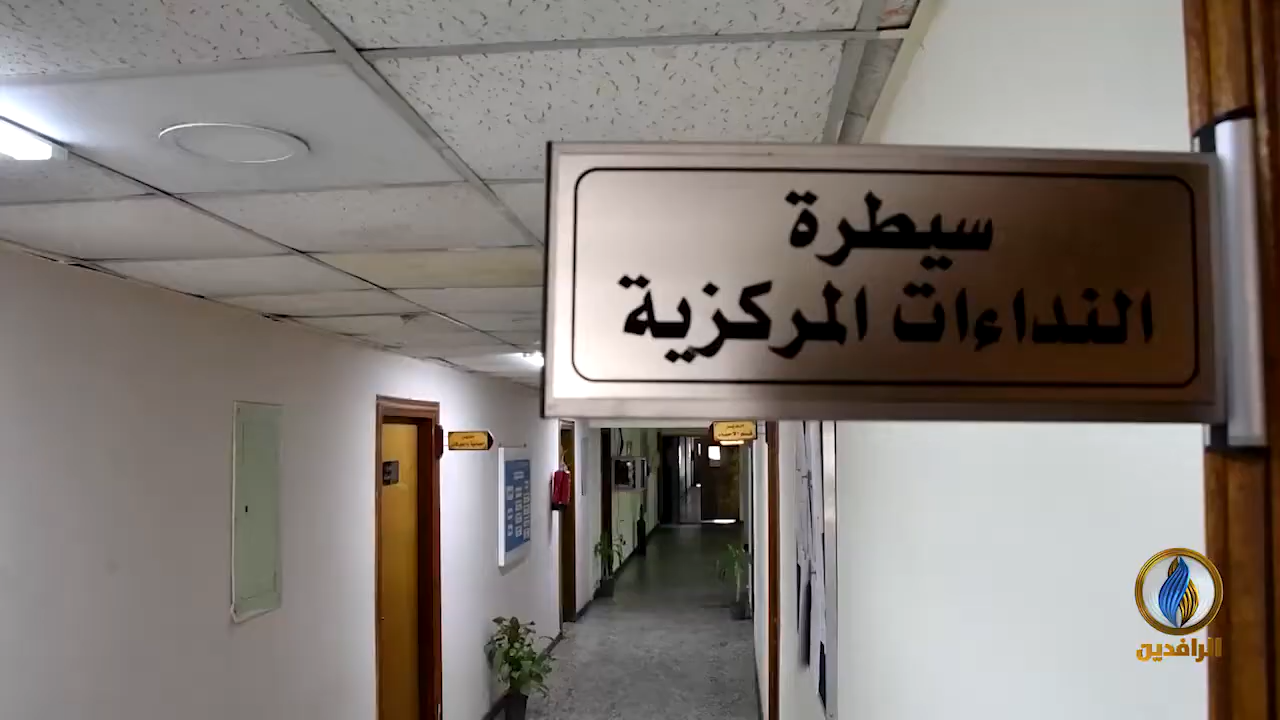 سيطرة
النداءات المركزية
الرافدين